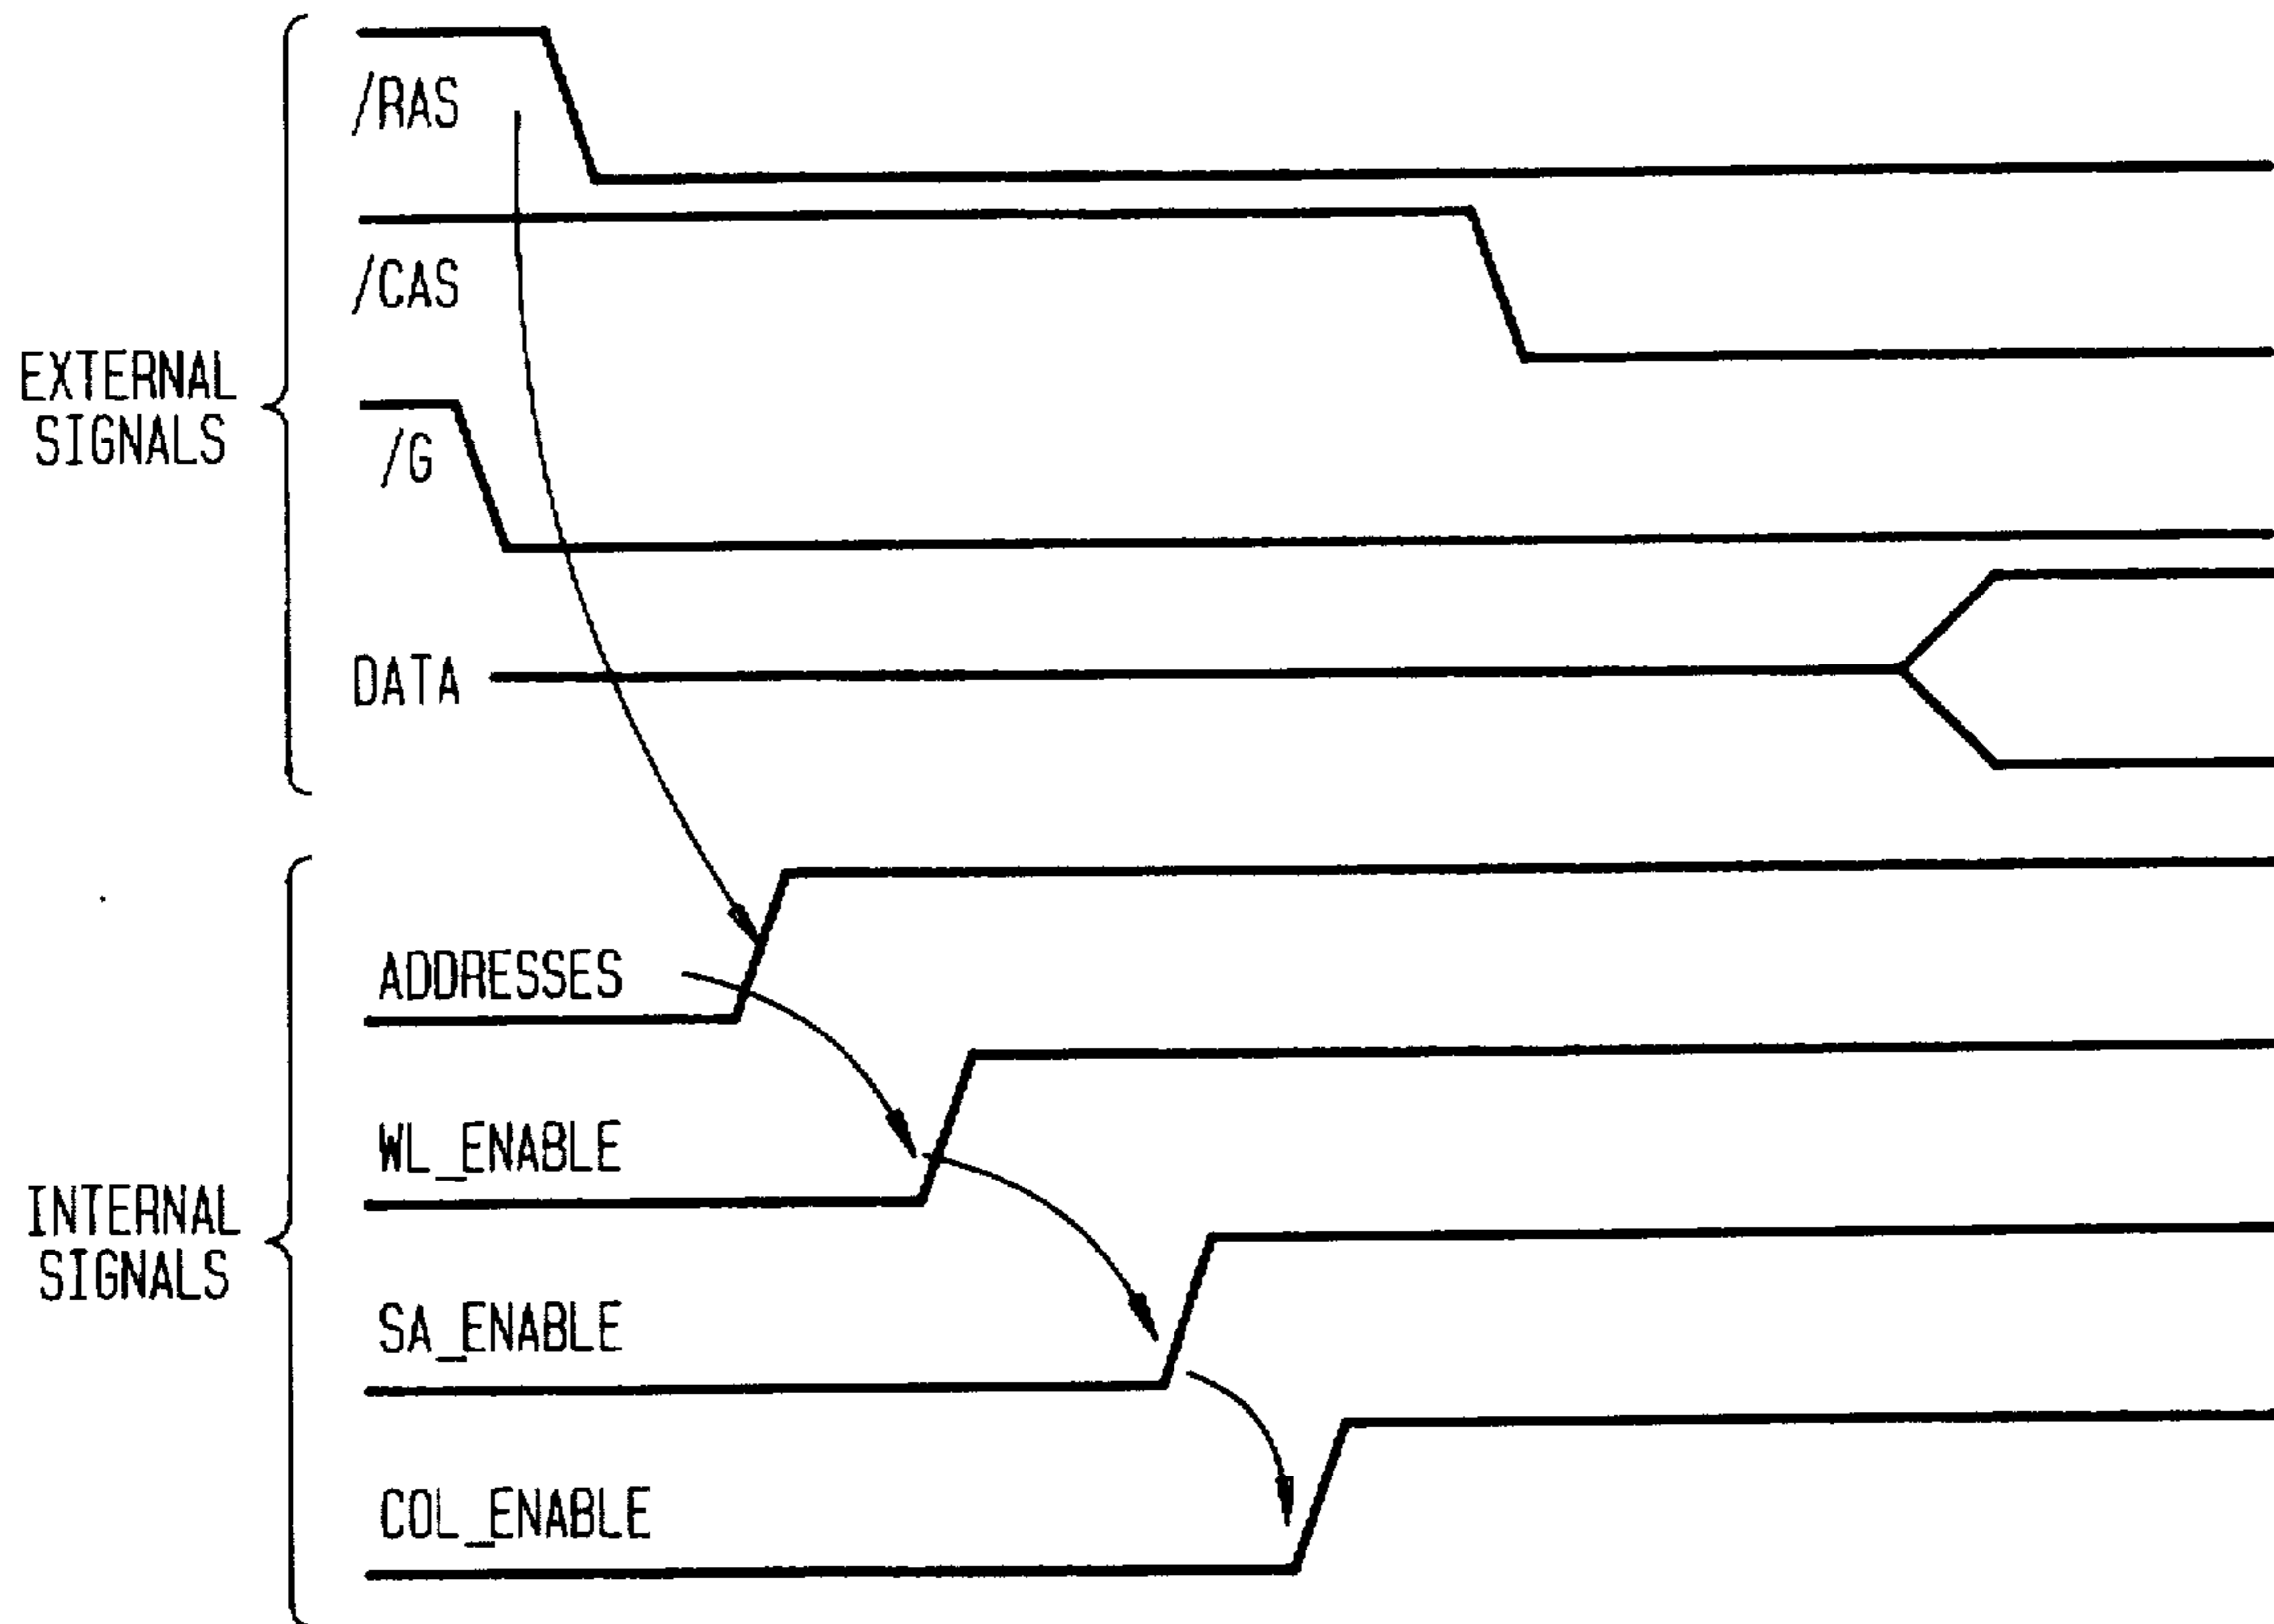 /RAS
/CAS
EXTERNAL
SIGNALS
/G
DATA
ADDRESSES
WL_ENABLE
INTERNAL
SIGNALS
SA_ENABLE
COL_ENABLE